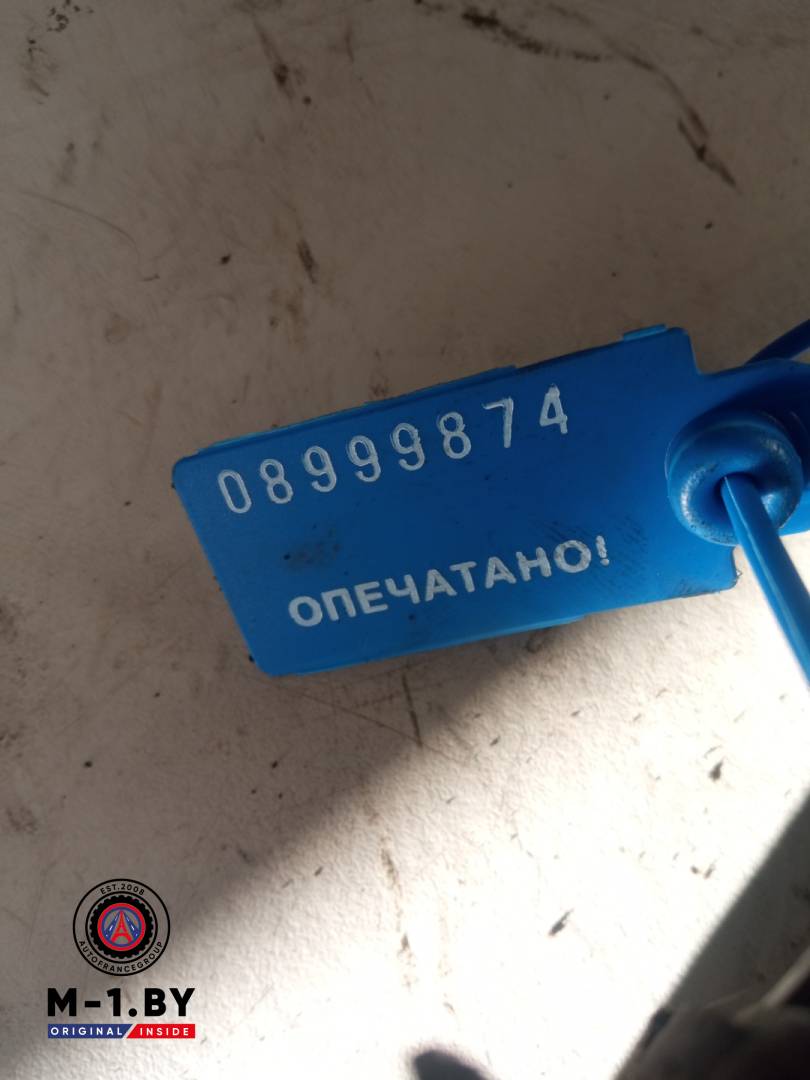 08999874
ОПЕЧАТАНО!
EST.2008
AUTOFRANCEGROUP
M-1.BY
ORIGINAL INSIDE